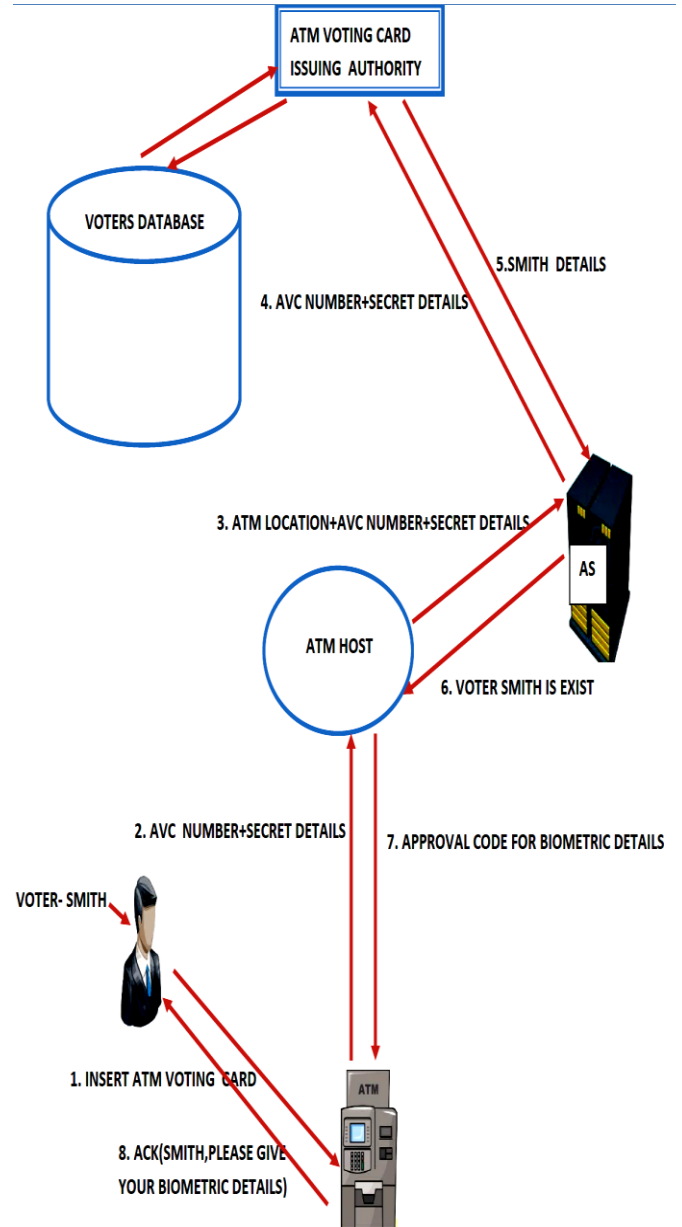 ATM VOTING CARD
ISSUING AUTHORITY
VOTERS DATABASE
5.SMITH DETAILS
4. AVC NUMBER+SECRET DETAILS
3. ATM LOCATION+AVC NUMBER+SECRET DETAILS
AS
ATM HOST
6. VOTER SMITH IS EXIST
2. AVC NUMBER+SECRET DETAILS
7. APPROVAL CODE FOR BIOMETRIC DETAILS
VOTER- SMITH
1. INSERT ATM VOTING CARD
ATM
8. ACK(SMITH,PLEASE GIVE
YOUR BIOMETRIC DETAILS)